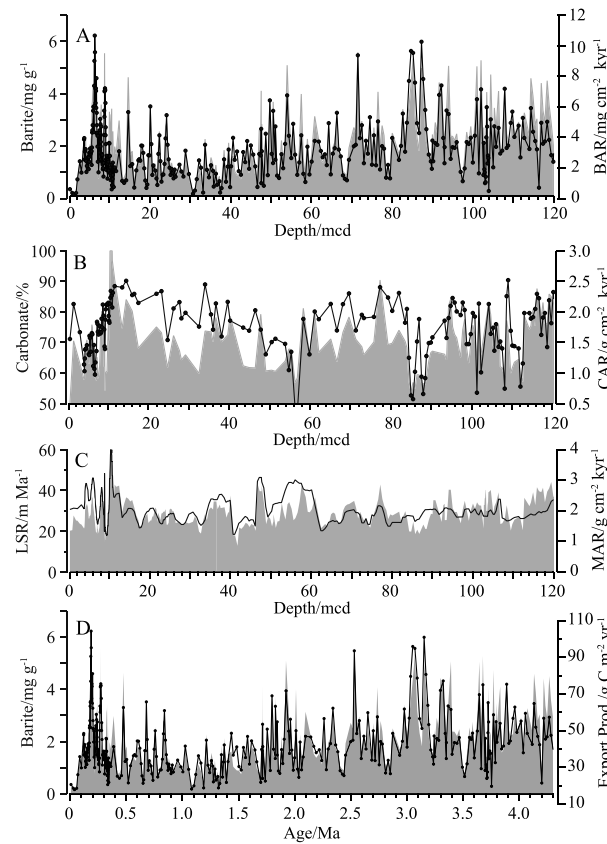 A
Barite/mg g-1
0
2
4
6
BAR/mg cm-2 kyr-1
0
2
4
6
8
10
12
0 20 40 60 80 100 120
Depth/mcd
B
Carbonate/%
50
60
70
80
90
100
CAR/g cm-2 kyr-1
0.5
1.0
1.5
2.0
2.5
3.0
0 20 40 60 80 100 120
Depth/mcd
C
LSR/m Ma-1
0
20
40
60
MAR/g cm-2 kyr-1
0
1
2
3
4
0 20 40 60 80 100 120
Depth/mcd
D
Barite/mg g-1
0
2
4
6
Export Prod./g C m-2 yr-1
10
30
50
70
90
110
0 0.5 1.0 1.5 2.0 2.5 3.0 3.5 4.0
Age/Ma